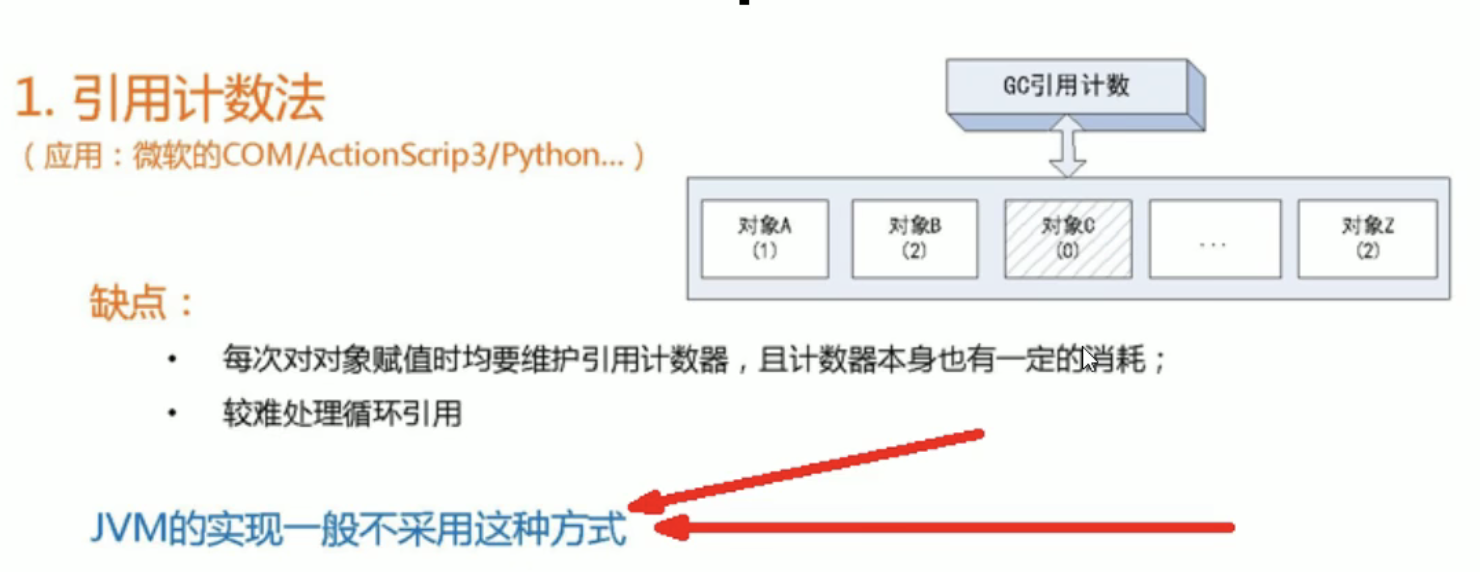 1. 引用计数法
（应用：微软的COM/ActionScrip3/Python...）
GC引用计数
对象A
(1)
对象B
(2)
对象C
(0)
...
对象Z
(2)
缺点：
• 每次对对象赋值时均要维护引用计数器，且计数器本身也有一定的消耗；
• 较难处理循环引用
JVM的实现一般不采用这种方式